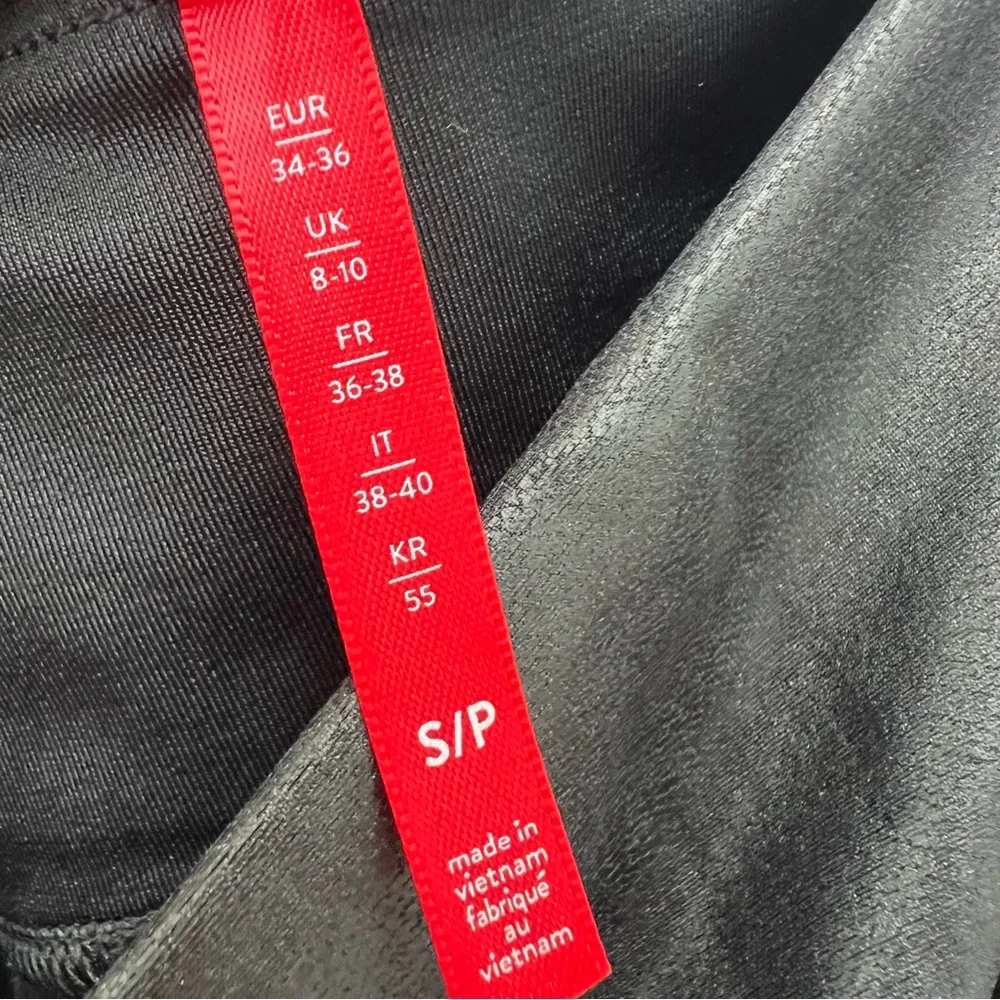 EUR
34-36
UK
8-10
FR
36-38
IT
38-40
KR
55
S/P
made in
vietnam
fabriqué
au
vietnam